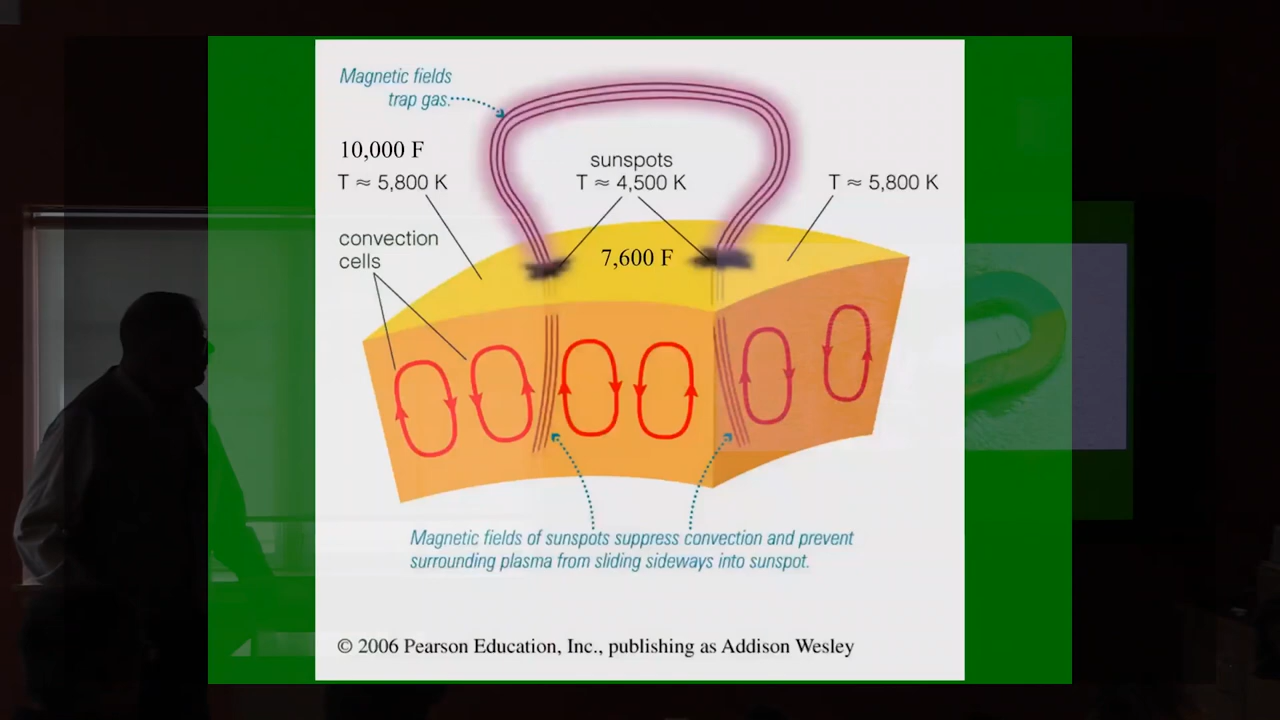 Magnetic fields
trap gas.
10,000 F
T ≈ 5,800 K
sunspots
T ≈ 4,500 K
T ≈ 5,800 K
convection
cells
7,600 F
Magnetic fields of sunspots suppress convection and prevent
surrounding plasma from sliding sideways into sunspot.
© 2006 Pearson Education, Inc., publishing as Addison Wesley